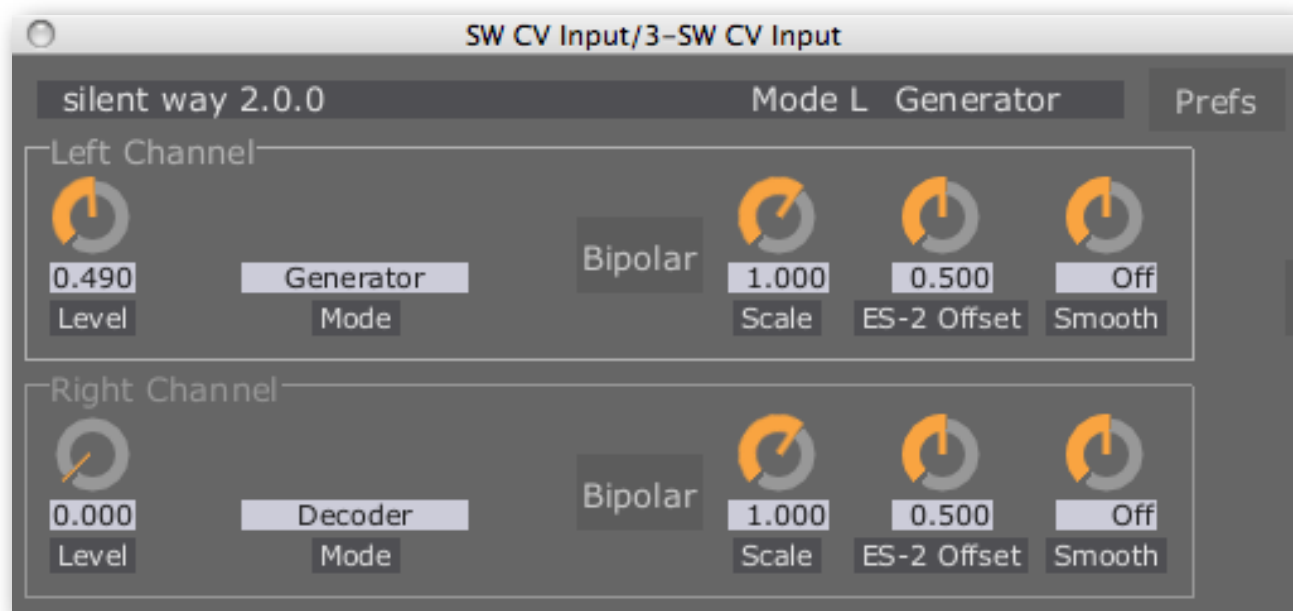 SW CV Input/3-SW CV Input
silent way 2.0.0 Mode L Generator Prefs
Left Channel
Bipolar
0.490 Generator 1.000 0.500 Off
Level Mode Scale ES-2 Offset Smooth
Right Channel
Bipolar
0.000 Decoder 1.000 0.500 Off
Level Mode Scale ES-2 Offset Smooth